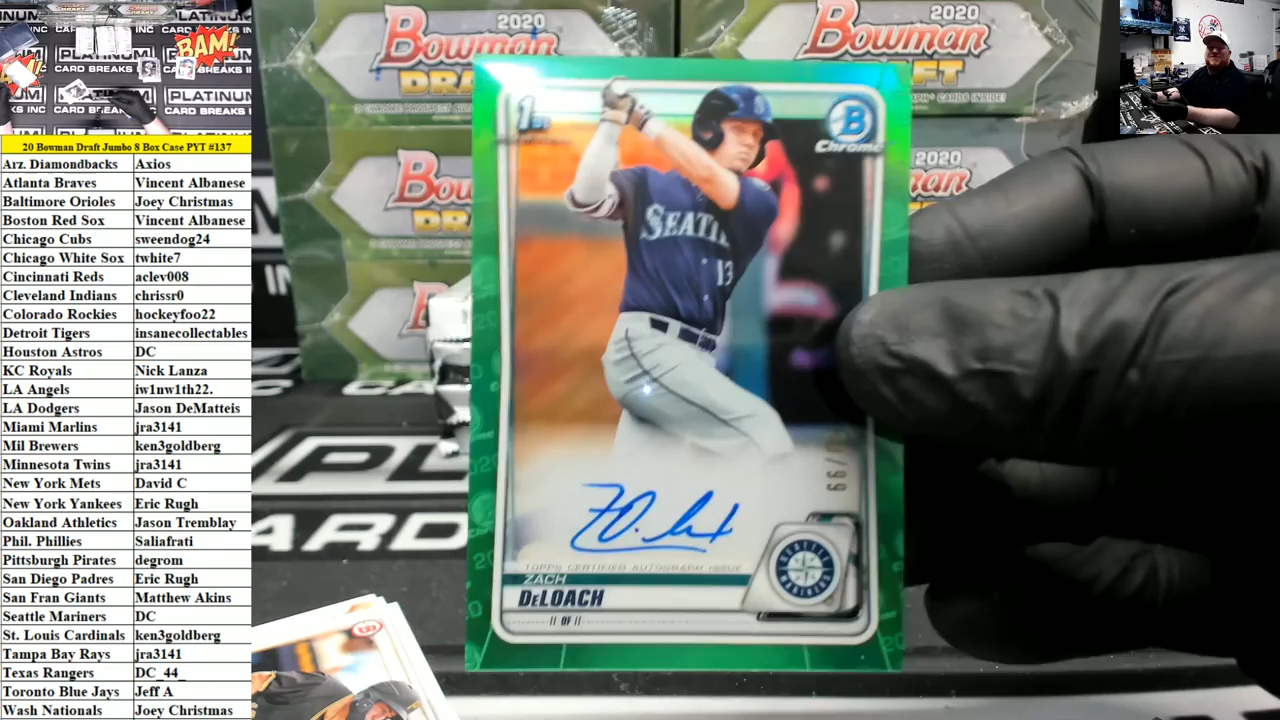 20 Bowman Draft Jumbo 8 Box Case PYT #137
Arz. Diamondbacks Axios
Atlanta Braves Vincent Albanese
Baltimore Orioles Joey Christmas
Boston Red Sox Vincent Albanese
Chicago Cubs sweendog24
Chicago White Sox twhite7
Cincinnati Reds aclev008
Cleveland Indians chrissr0
Colorado Rockies hockeyfoo22
Detroit Tigers insanecollectables
Houston Astros DC
KC Royals Nick Lanza
LA Angels iw1nw1th22.
LA Dodgers Jason DeMatteis
Miami Marlins jra3141
Mil Brewers ken3goldberg
Minnesota Twins jra3141
New York Mets David C
New York Yankees Eric Rugh
Oakland Athletics Jason Tremblay
Phil. Phillies Saliafrati
Pittsburgh Pirates degrom
San Diego Padres Eric Rugh
San Fran Giants Matthew Akins
Seattle Mariners DC
St. Louis Cardinals ken3goldberg
Tampa Bay Rays jra3141
Texas Rangers DC_44_
Toronto Blue Jays Jeff A
Wash Nationals Joey Christmas
BAM!
PLATINUM
CARD BREAKS INC
2020
Bowman
DRAFT
2020
Bowman
DRAFT
2020
1st
B
Chrome
SEATTLE
13
TOPPS CERTIFIED AUTOGRAPH ISSUE
ZACH
DeLOACH
OF
SEATTLE
MARINERS